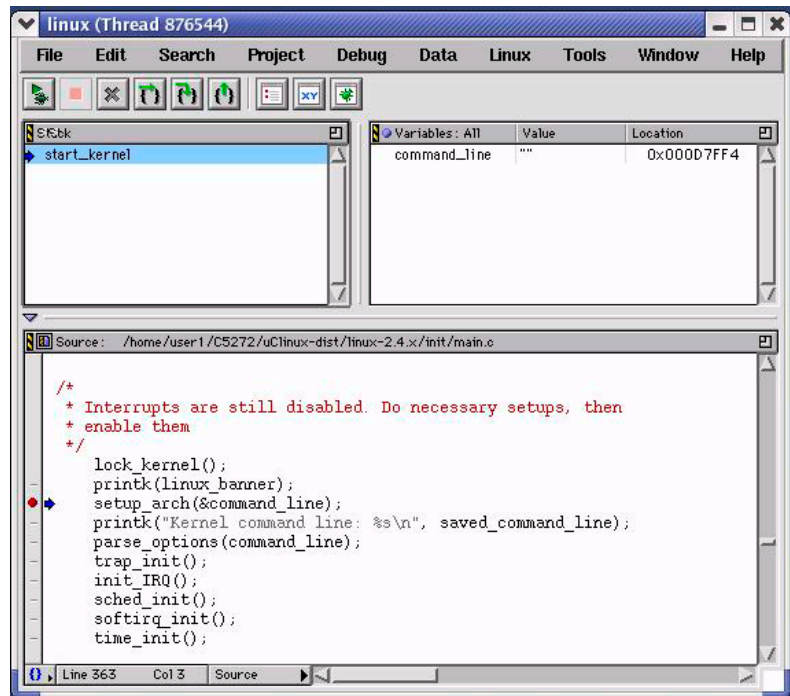 linux (Thread 876544)
File Edit Search Project Debug Data Linux Tools Window Help
Variables: All Value Location
start_kernel
command_line "" 0x000D7FF4
Source: /home/user1/C5272/uClinux-dist/linux-2.4.x/init/main.c
/*
* Interrupts are still disabled. Do necessary setups, then
* enable them
*/
lock_kernel();
printk(linux_banner);
setup_arch(&command_line);
printk("Kernel command line: %s\n", saved_command_line);
parse_options(command_line);
trap_init();
init_IRQ();
sched_init();
softirq_init();
time_init();
Line 363 Col 3 Source